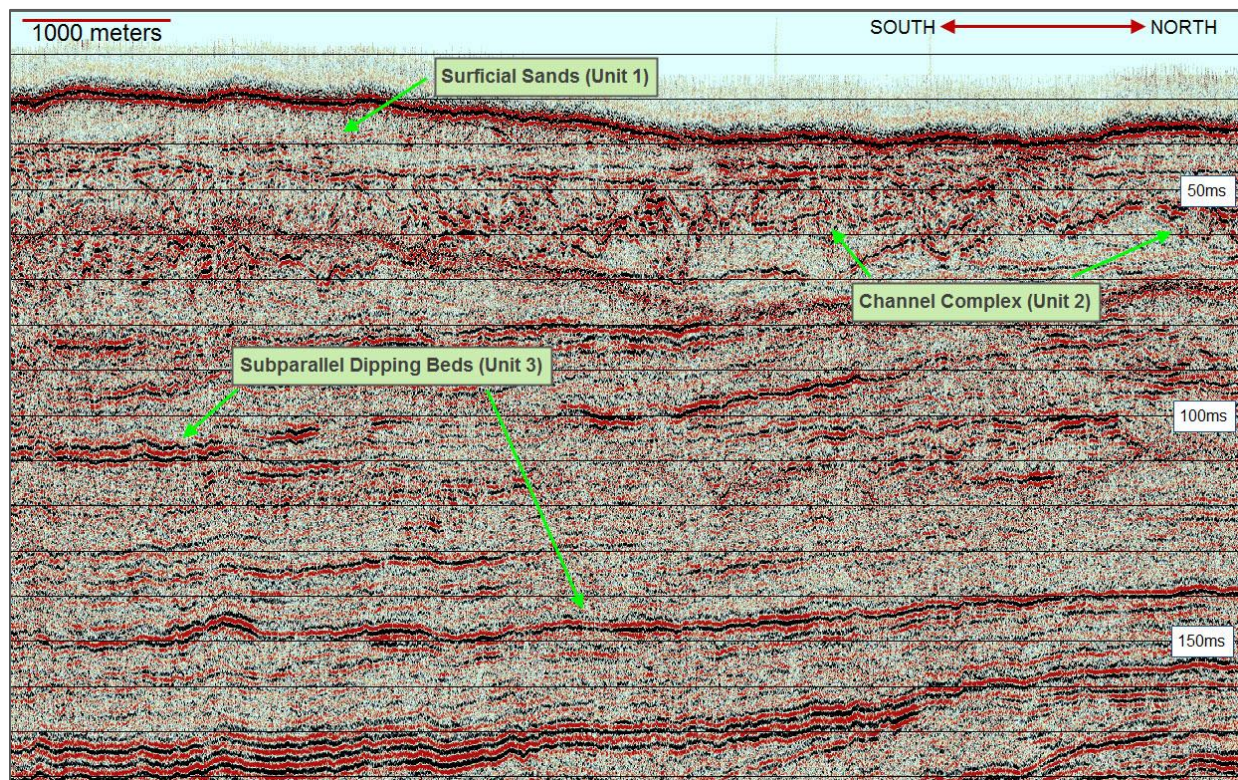 1000 meters
SOUTH NORTH
Surficial Sands (Unit 1)
50ms
Channel Complex (Unit 2)
Subparallel Dipping Beds (Unit 3)
100ms
150ms